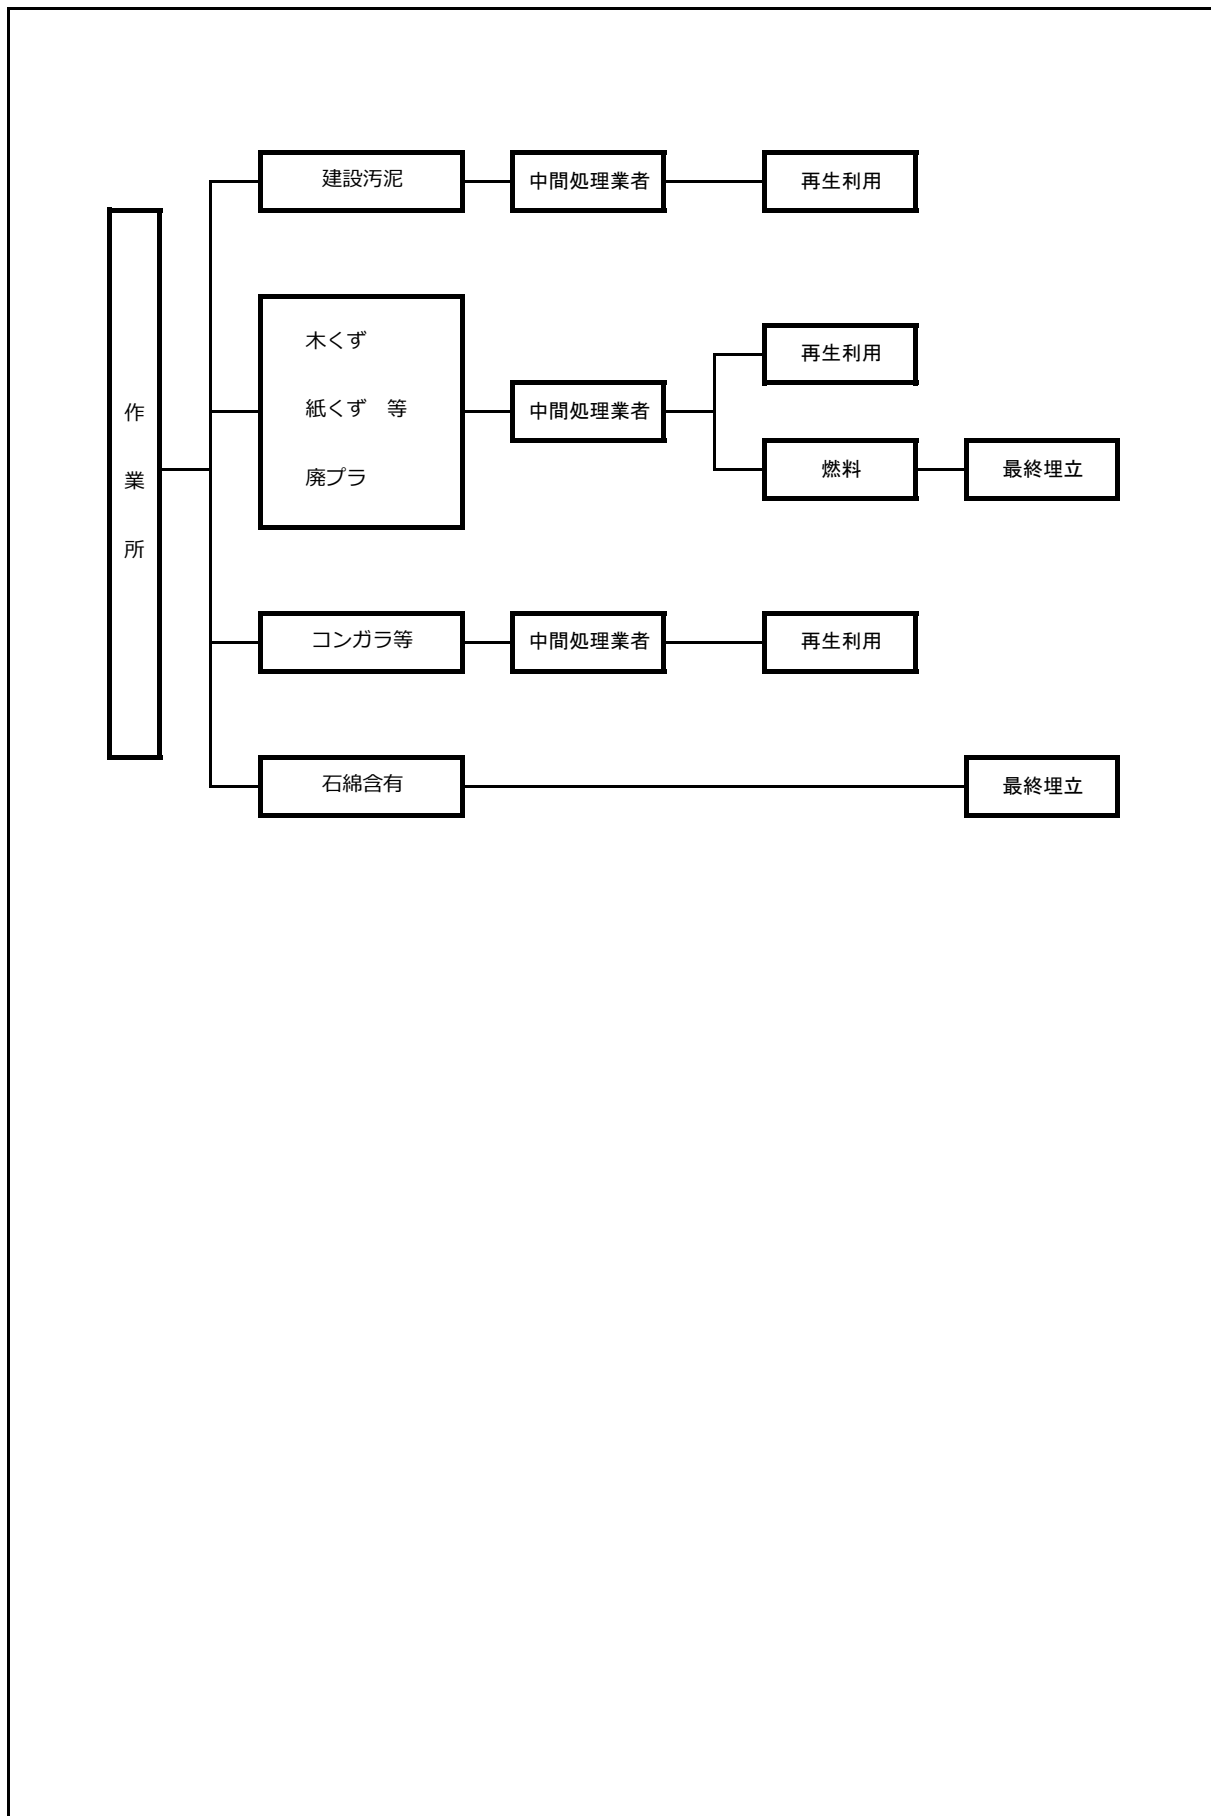 建設汚泥
中間処理業者
再生利用
作業所
木くず
紙くず　等
廃プラ
中間処理業者
再生利用
燃料
最終埋立
コンガラ等
中間処理業者
再生利用
石綿含有
最終埋立